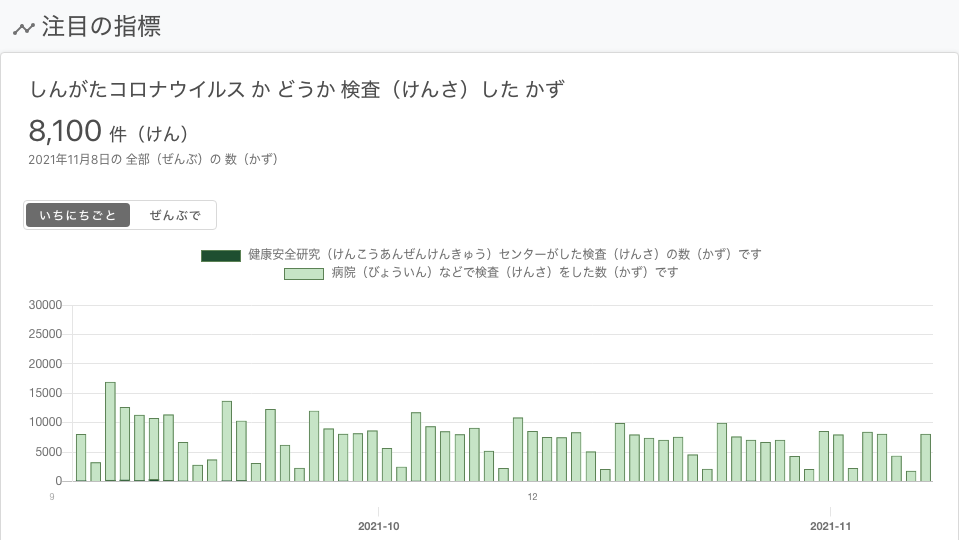 注目の指標
しんがたコロナウイルス か どうか 検査（けんさ）した かず
8,100 件（けん）
2021年11月8日の 全部（ぜんぶ）の 数（かず）
いちにちごと ぜんぶで
健康安全研究（けんこうあんぜんけんきゅう）センターがした検査（けんさ）の数（かず）です
病院（びょういん）などで検査（けんさ）をした数（かず）です
30000
25000
20000
15000
10000
5000
0
9 12
2021-10 2021-11